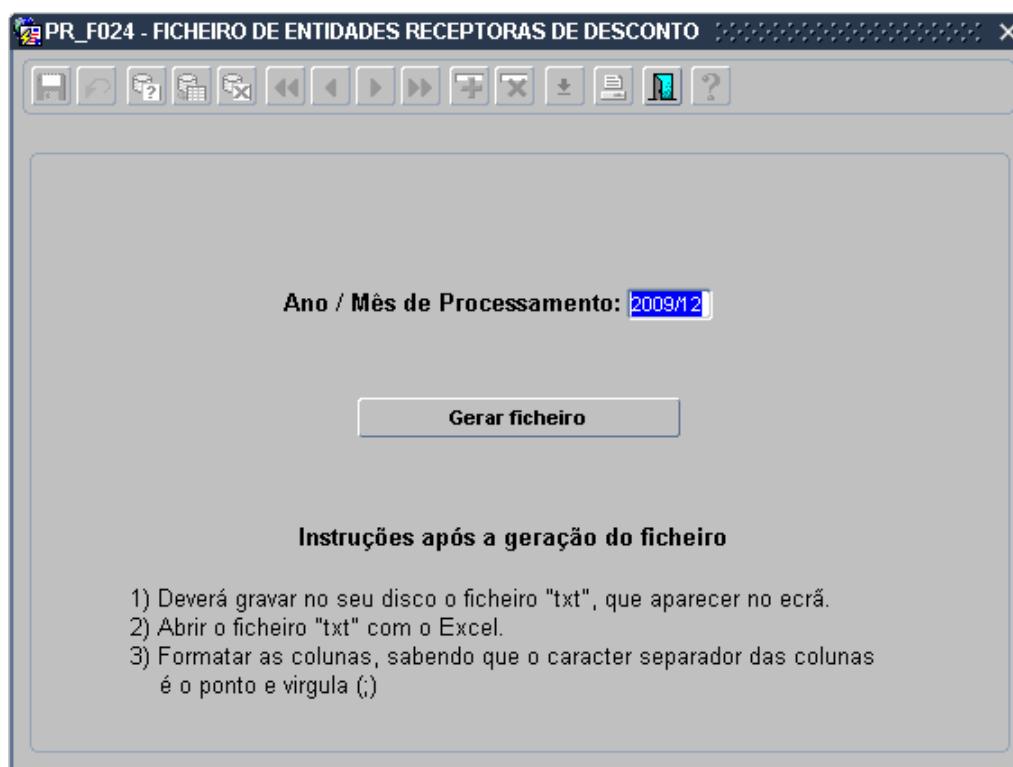 PR_F024 - FICHEIRO DE ENTIDADES RECEPTORAS DE DESCONTO
Ano / Mês de Processamento: 2009/12
Gerar ficheiro
Instruções após a geração do ficheiro
1) Deverá gravar no seu disco o ficheiro "txt", que aparecer no ecrã.
2) Abrir o ficheiro "txt" com o Excel.
3) Formatar as colunas, sabendo que o caracter separador das colunas
é o ponto e virgula (;)